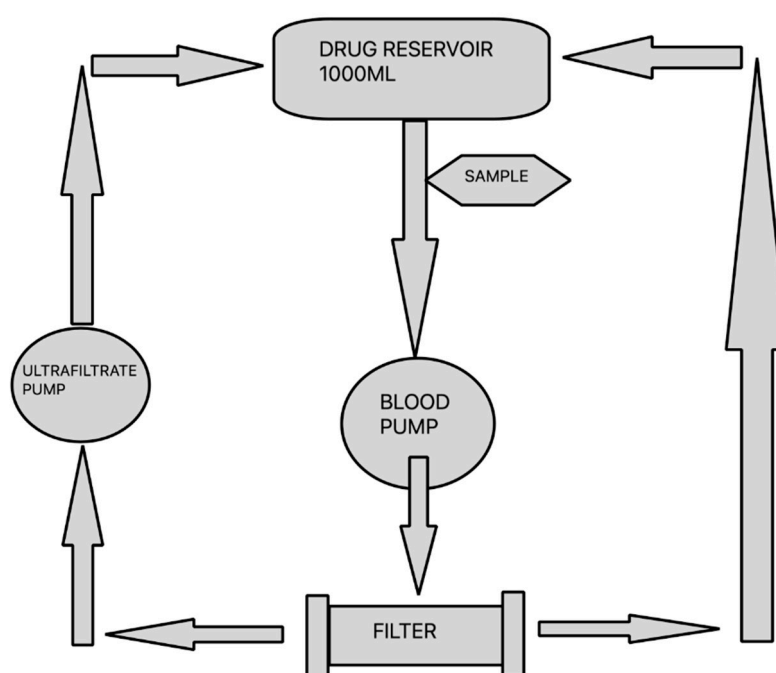 DRUG RESERVOIR
1000ML
SAMPLE
ULTRAFILTRATE
PUMP
BLOOD
PUMP
FILTER